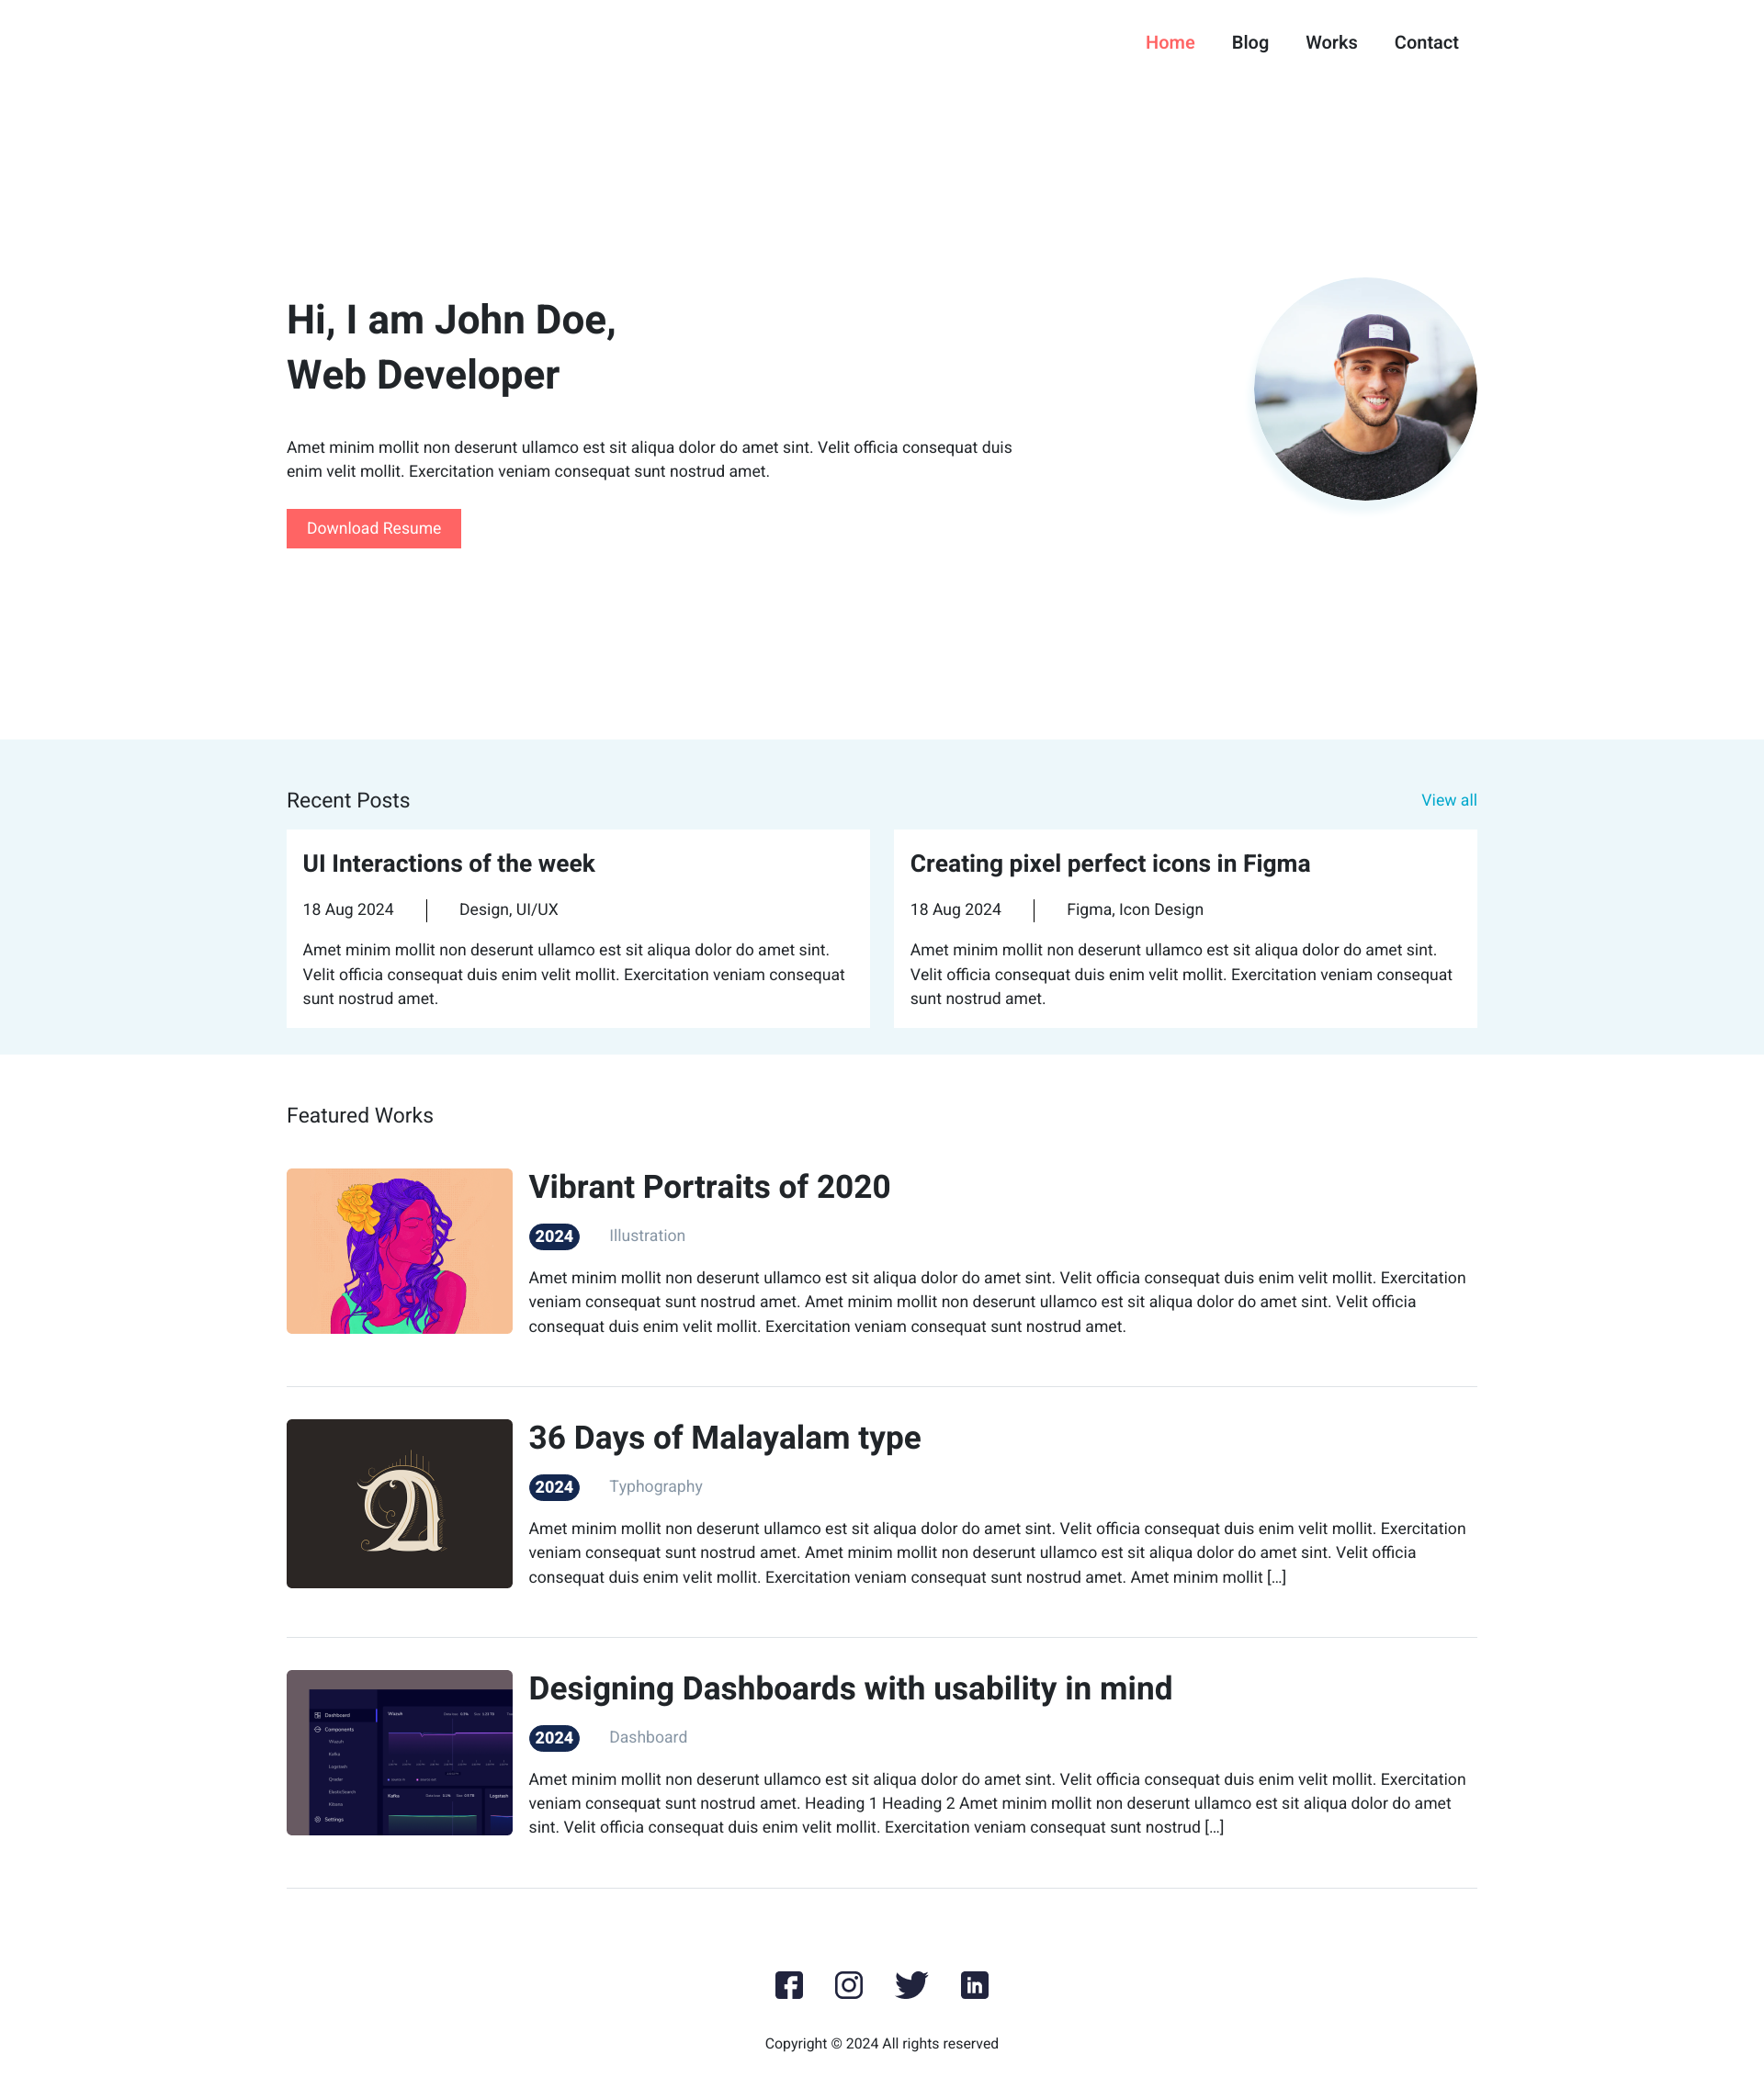 Home Blog Works Contact
Hi, I am John Doe,
Web Developer
Amet minim mollit non deserunt ullamco est sit aliqua dolor do amet sint. Velit officia consequat duis
enim velit mollit. Exercitation veniam consequat sunt nostrud amet.
Download Resume
Recent Posts
View all
UI Interactions of the week
18 Aug 2024
Design, UI/UX
Amet minim mollit non deserunt ullamco est sit aliqua dolor do amet sint.
Velit officia consequat duis enim velit mollit. Exercitation veniam consequat
sunt nostrud amet.
Creating pixel perfect icons in Figma
18 Aug 2024
Figma, Icon Design
Amet minim mollit non deserunt ullamco est sit aliqua dolor do amet sint.
Velit officia consequat duis enim velit mollit. Exercitation veniam consequat
sunt nostrud amet.
Featured Works
Vibrant Portraits of 2020
2024 Illustration
Amet minim mollit non deserunt ullamco est sit aliqua dolor do amet sint. Velit officia consequat duis enim velit mollit. Exercitation
veniam consequat sunt nostrud amet. Amet minim mollit non deserunt ullamco est sit aliqua dolor do amet sint. Velit officia
consequat duis enim velit mollit. Exercitation veniam consequat sunt nostrud amet.
36 Days of Malayalam type
2024 Typhography
Amet minim mollit non deserunt ullamco est sit aliqua dolor do amet sint. Velit officia consequat duis enim velit mollit. Exercitation
veniam consequat sunt nostrud amet. Amet minim mollit non deserunt ullamco est sit aliqua dolor do amet sint. Velit officia
consequat duis enim velit mollit. Exercitation veniam consequat sunt nostrud amet. Amet minim mollit […]
Dashboard
Components
Wazuh
Kafka
Logstash
Qradar
ElasticSearch
Kibana
Settings
Wazuh
Kafka
Logstash
Designing Dashboards with usability in mind
2024 Dashboard
Amet minim mollit non deserunt ullamco est sit aliqua dolor do amet sint. Velit officia consequat duis enim velit mollit. Exercitation
veniam consequat sunt nostrud amet. Heading 1 Heading 2 Amet minim mollit non deserunt ullamco est sit aliqua dolor do amet
sint. Velit officia consequat duis enim velit mollit. Exercitation veniam consequat sunt nostrud […]
Copyright © 2024 All rights reserved